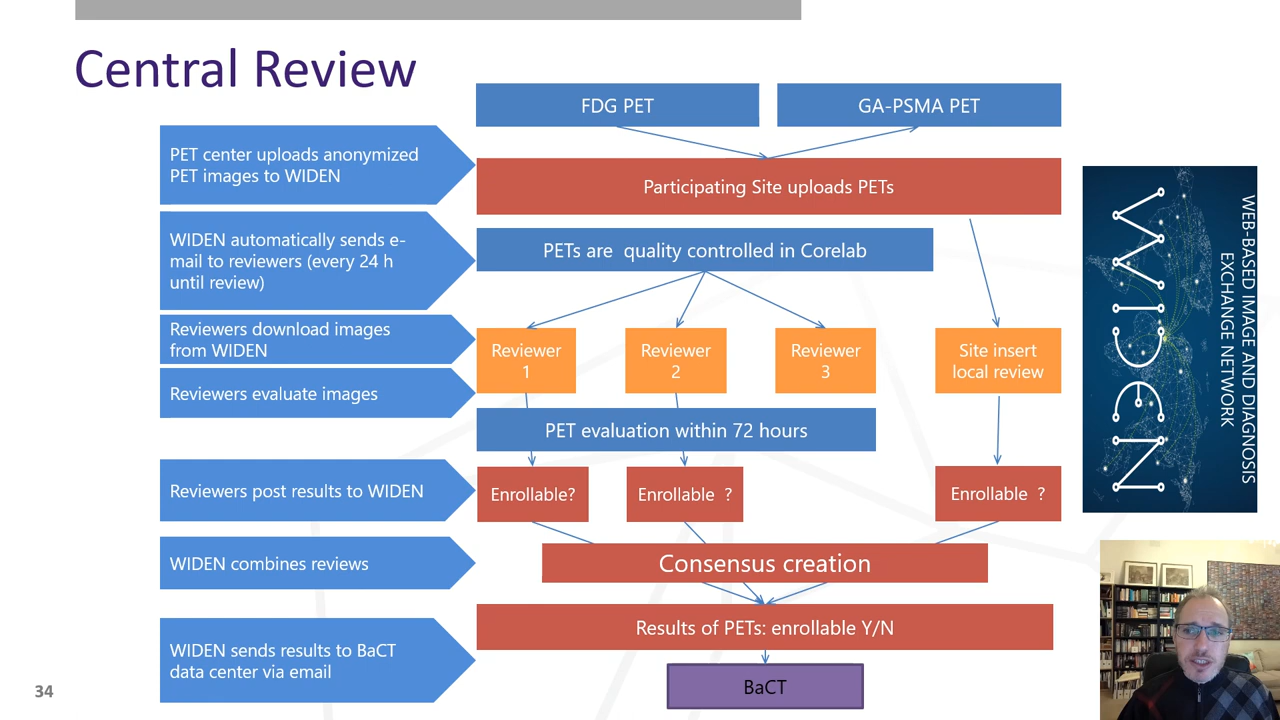 Central Review
FDG PET
GA-PSMA PET
PET center uploads anonymized
PET images to WIDEN
Participating Site uploads PETs
WIDEN automatically sends e-
mail to reviewers (every 24 h
until review)
PETs are  quality controlled in Corelab
Reviewers download images
from WIDEN
Reviewer
1
Reviewer
2
Reviewer
3
Site insert
local review
Reviewers evaluate images
PET evaluation within 72 hours
Reviewers post results to WIDEN
Enrollable?
Enrollable  ?
Enrollable  ?
WIDEN combines reviews
Consensus creation
WIDEN sends results to BaCT
data center via email
Results of PETs: enrollable Y/N
BaCT
WIDEN
WEB-BASED IMAGE AND DIAGNOSIS
EXCHANGE NETWORK
34